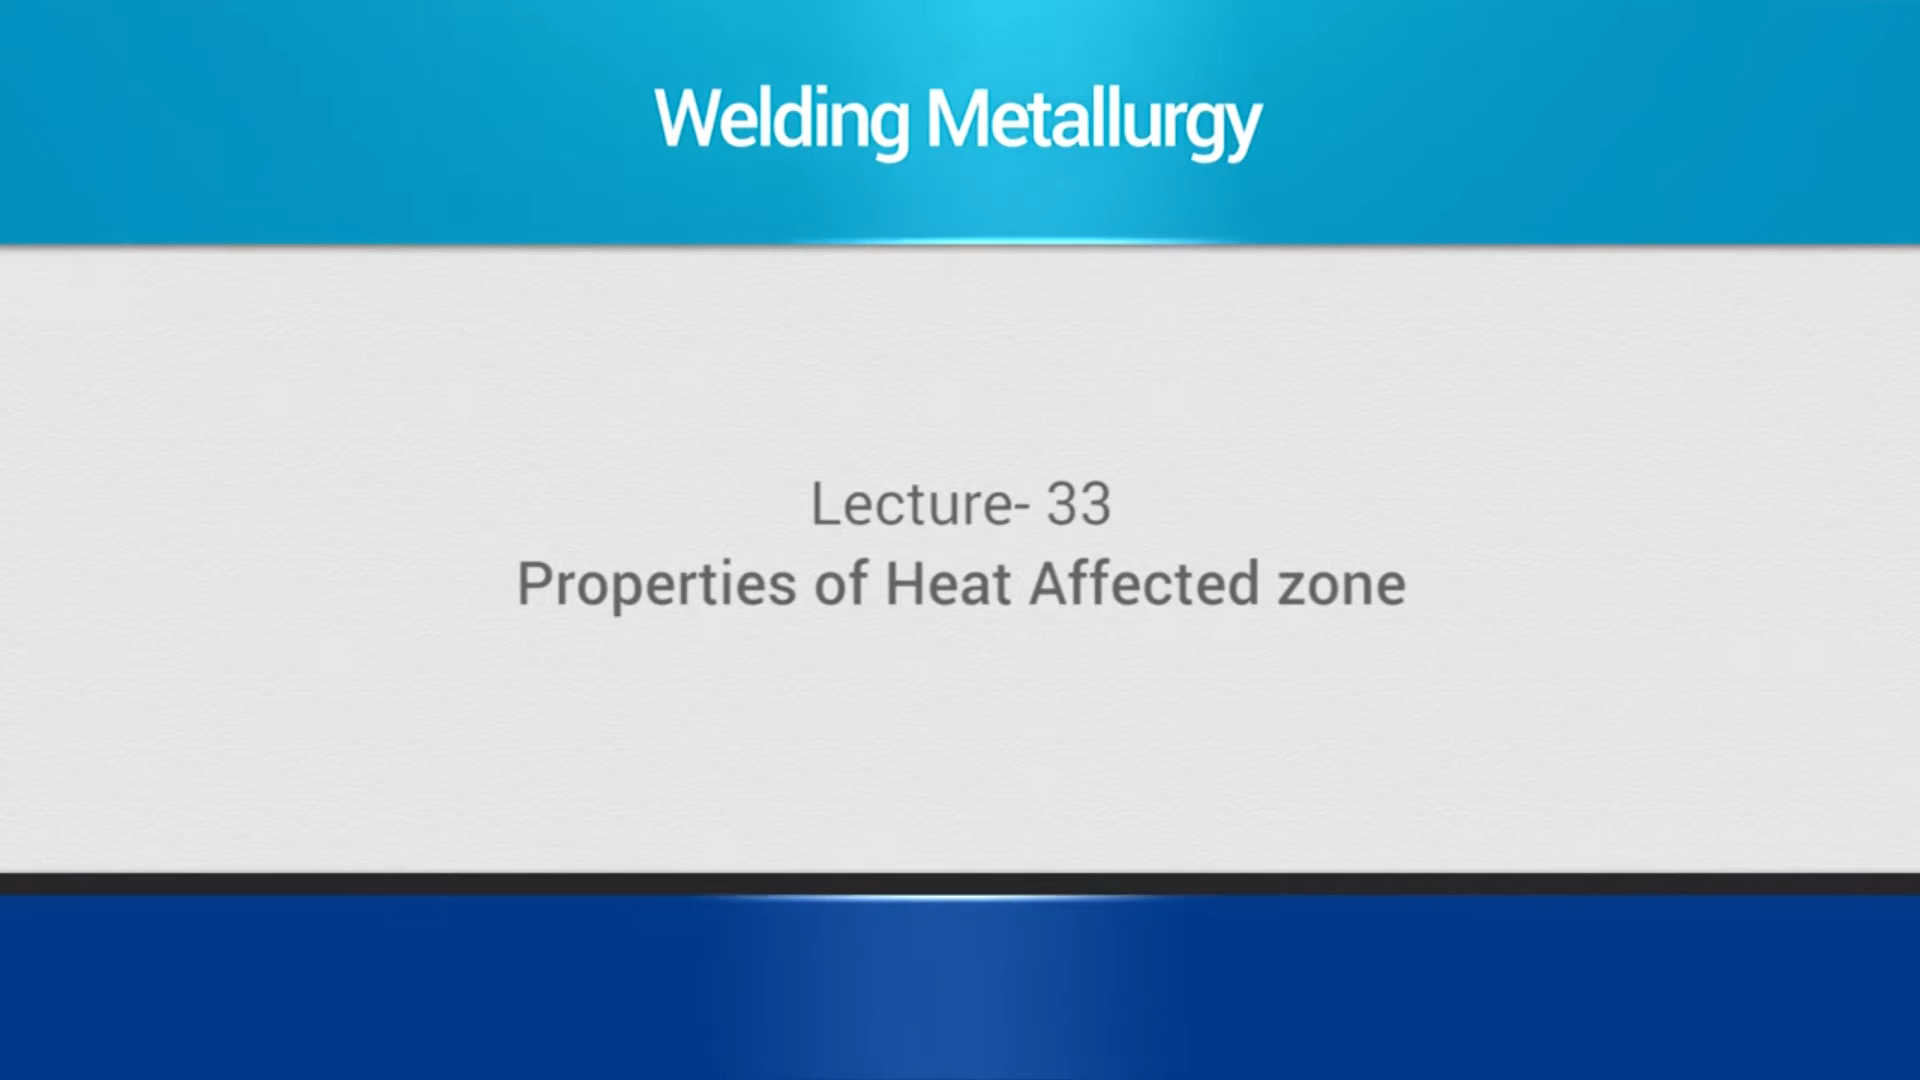 Welding Metallurgy
Lecture- 33
Properties of Heat Affected zone